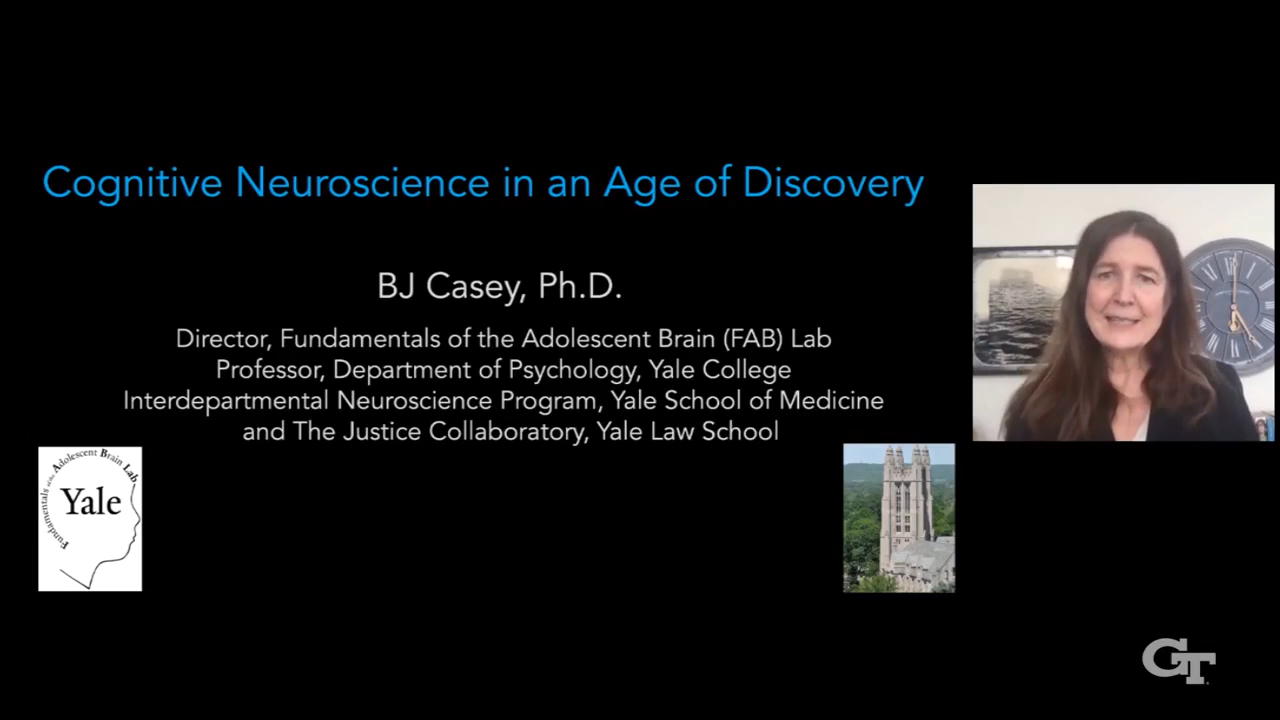 Cognitive Neuroscience in an Age of Discovery
BJ Casey, Ph.D.
Director, Fundamentals of the Adolescent Brain (FAB) Lab
Professor, Department of Psychology, Yale College
Interdepartmental Neuroscience Program, Yale School of Medicine
and The Justice Collaboratory, Yale Law School
Fundamentals of the Adolescent Brain Lab
Yale
GT